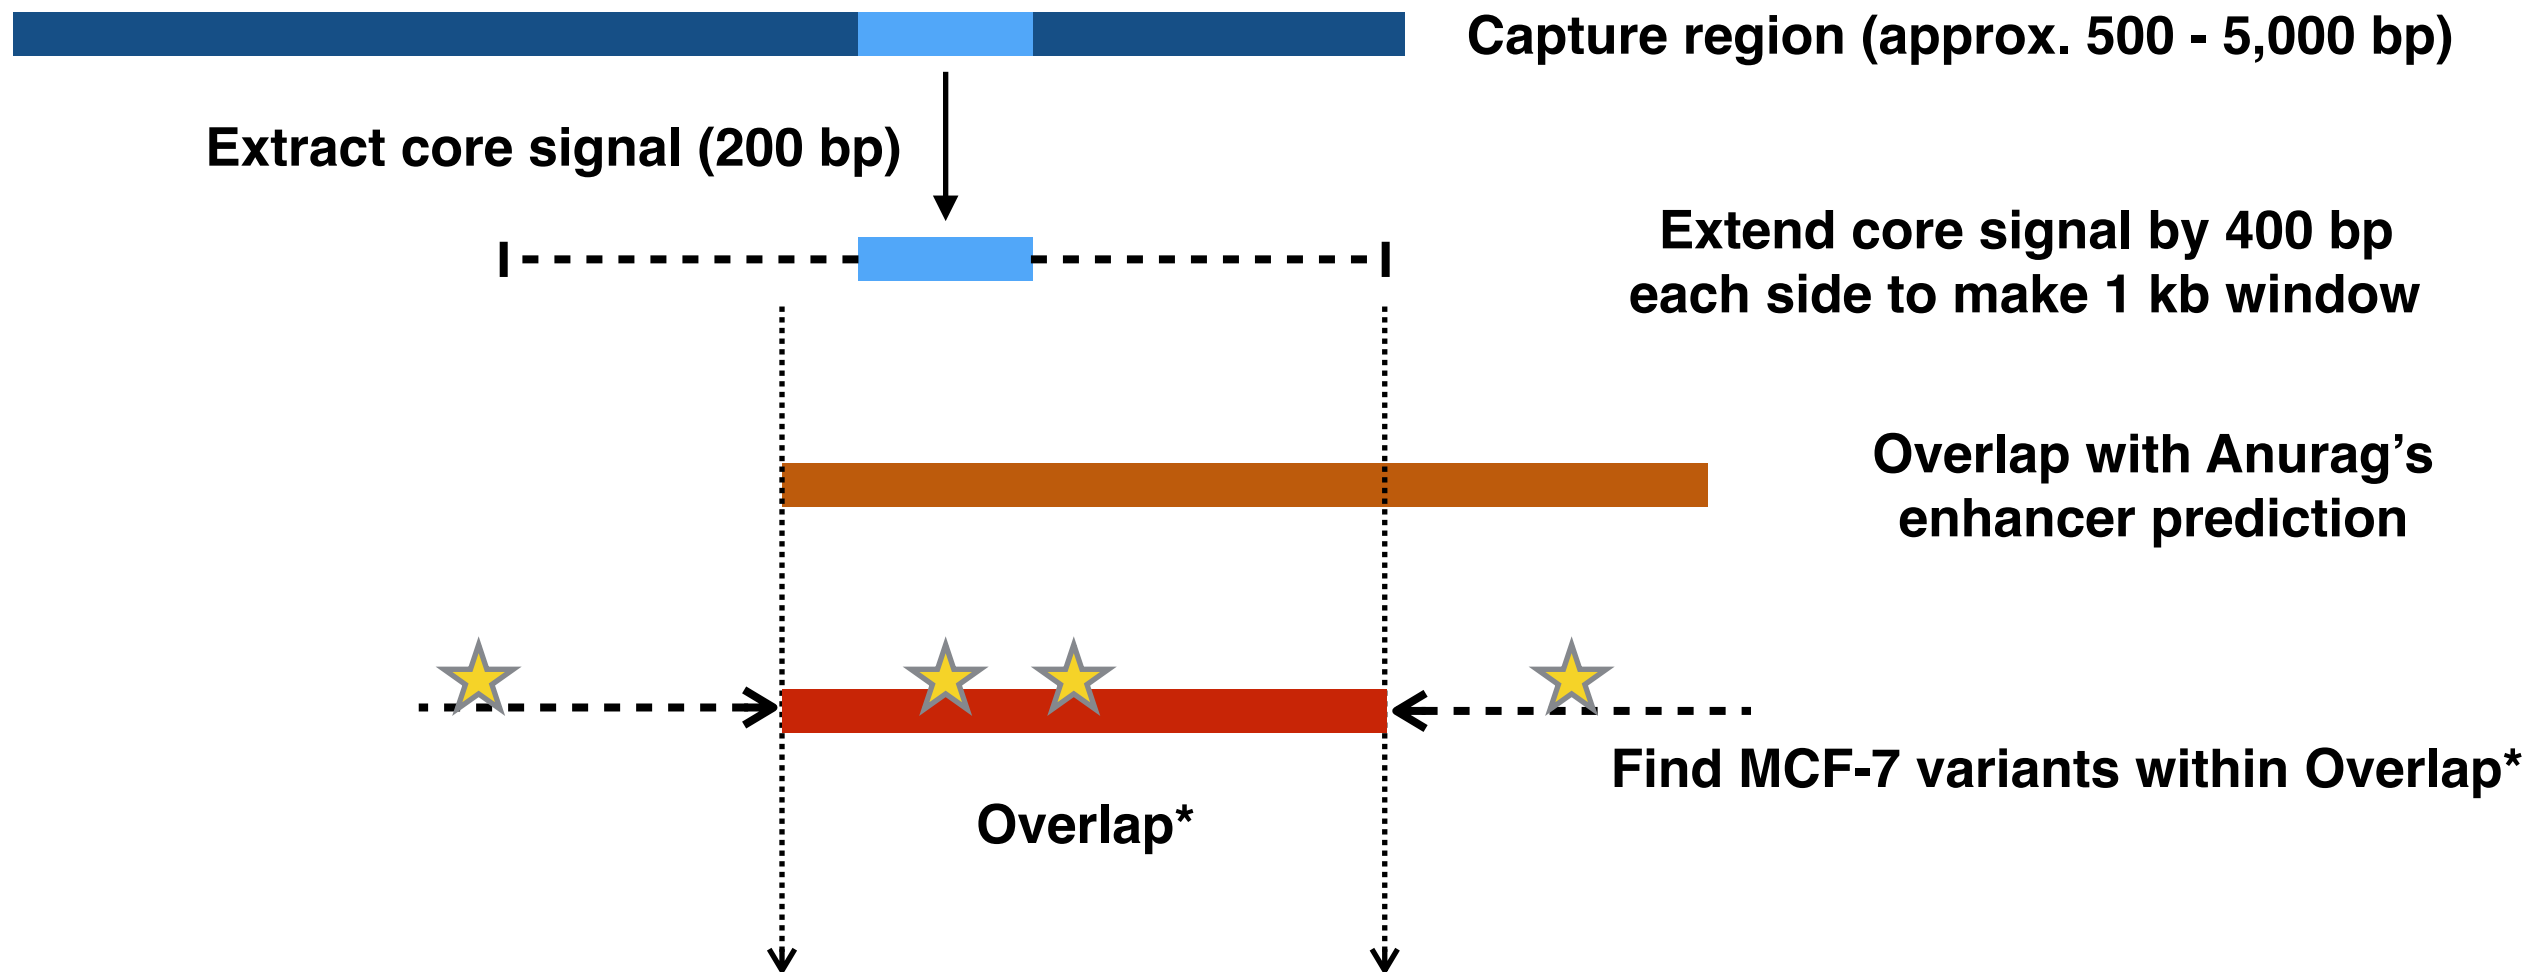 Capture region (approx. 500 - 5,000 bp)
Extract core signal (200 bp)
Extend core signal by 400 bp
each side to make 1 kb window
Overlap with Anurag’s
enhancer prediction
Find MCF-7 variants within Overlap*
Overlap*